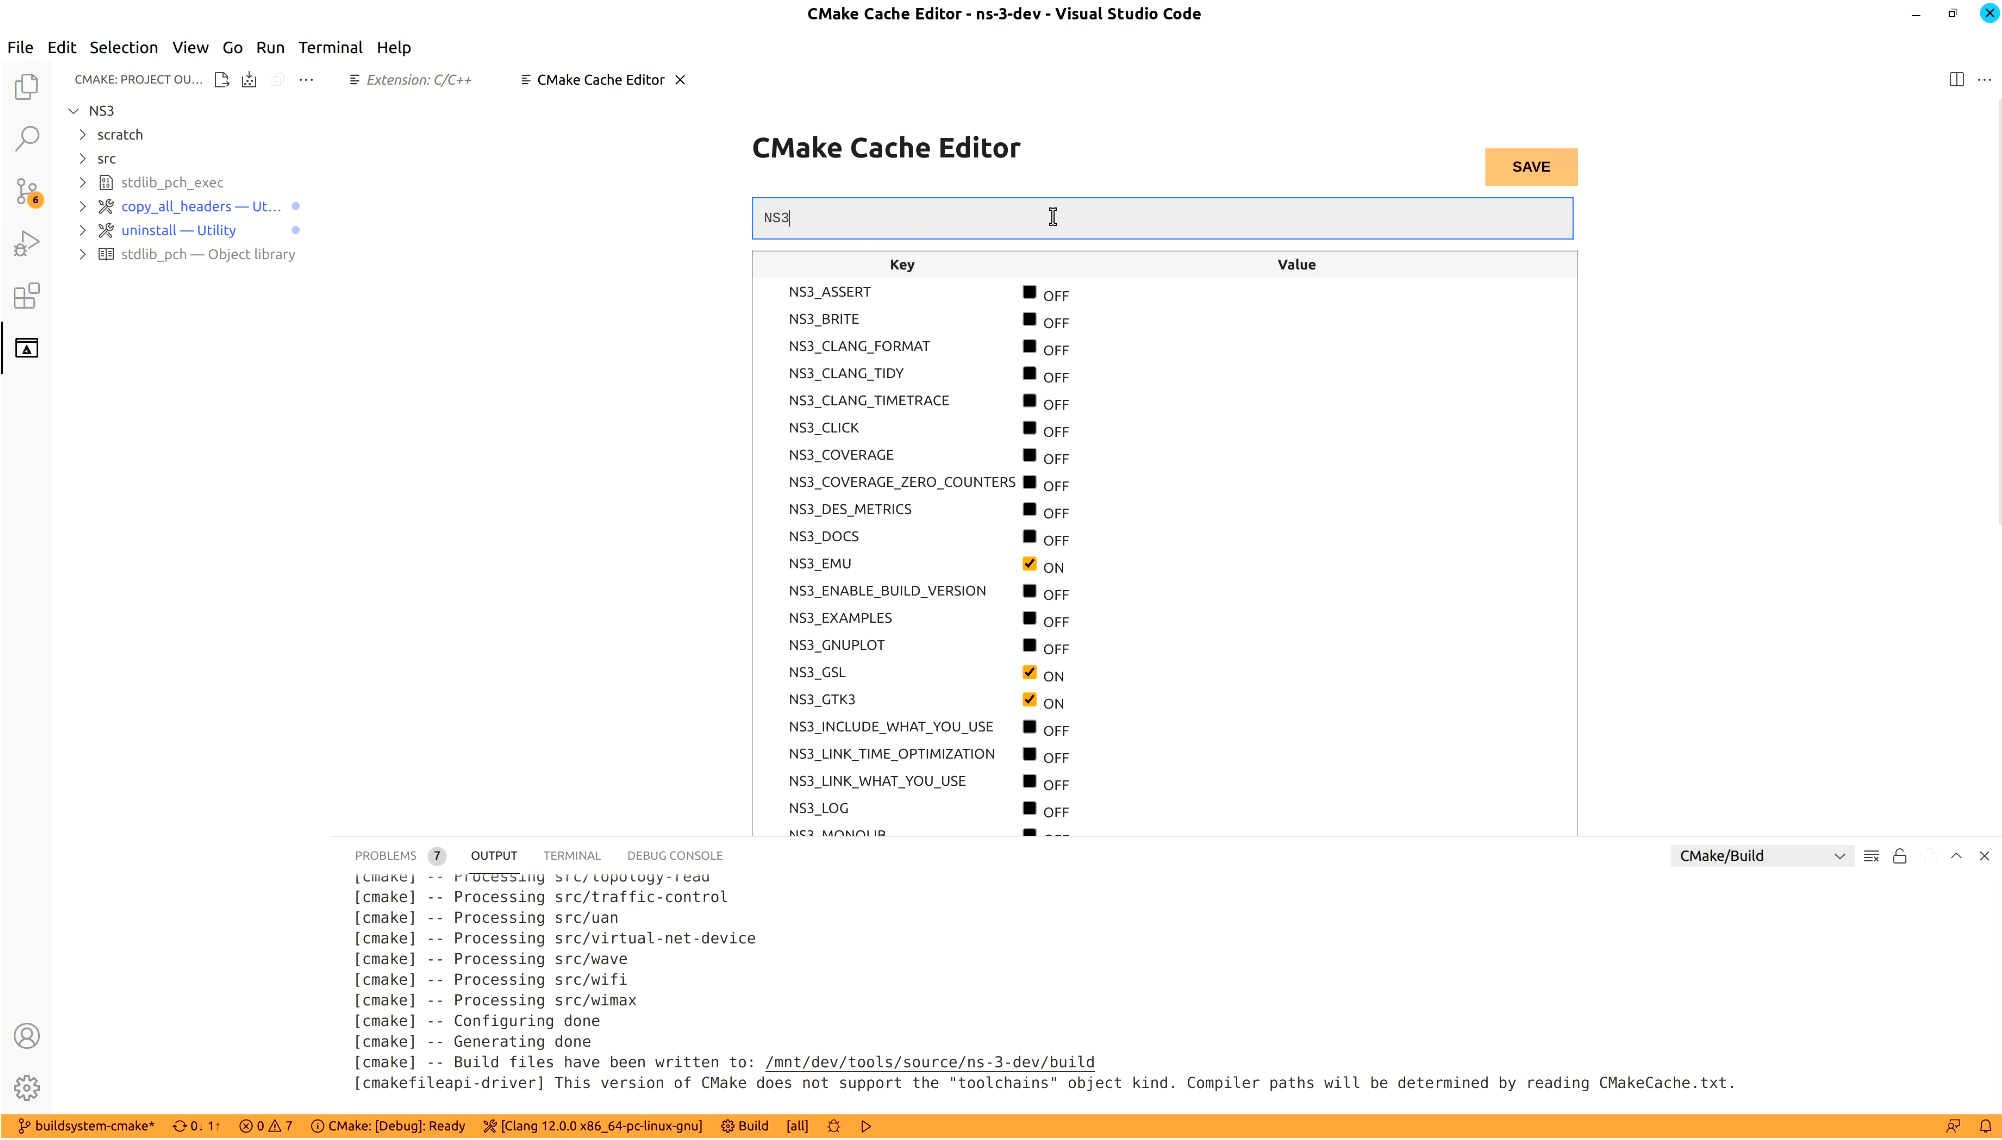 CMake Cache Editor - ns-3-dev - Visual Studio Code
File Edit Selection View Go Run Terminal Help
CMAKE: PROJECT OU...
Extension: C/C++
CMake Cache Editor
NS3
scratch
src
stdlib_pch_exec
copy_all_headers — Ut...
uninstall — Utility
stdlib_pch — Object library
6
CMake Cache Editor
SAVE
NS3
Key Value
NS3_ASSERT OFF
NS3_BRITE OFF
NS3_CLANG_FORMAT OFF
NS3_CLANG_TIDY OFF
NS3_CLANG_TIMETRACE OFF
NS3_CLICK OFF
NS3_COVERAGE OFF
NS3_COVERAGE_ZERO_COUNTERS OFF
NS3_DES_METRICS OFF
NS3_DOCS OFF
NS3_EMU ON
NS3_ENABLE_BUILD_VERSION OFF
NS3_EXAMPLES OFF
NS3_GNUPLOT OFF
NS3_GSL ON
NS3_GTK3 ON
NS3_INCLUDE_WHAT_YOU_USE OFF
NS3_LINK_TIME_OPTIMIZATION OFF
NS3_LINK_WHAT_YOU_USE OFF
NS3_LOG OFF
NS3_MONOLIB OFF
PROBLEMS 7 OUTPUT TERMINAL DEBUG CONSOLE CMake/Build
[cmake] -- Processing src/topology-read
[cmake] -- Processing src/traffic-control
[cmake] -- Processing src/uan
[cmake] -- Processing src/virtual-net-device
[cmake] -- Processing src/wave
[cmake] -- Processing src/wifi
[cmake] -- Processing src/wimax
[cmake] -- Configuring done
[cmake] -- Generating done
[cmake] -- Build files have been written to: /mnt/dev/tools/source/ns-3-dev/build
[cmakefileapi-driver] This version of CMake does not support the "toolchains" object kind. Compiler paths will be determined by reading CMakeCache.txt.
buildsystem-cmake* 0↓ 1↑ 0 7 CMake: [Debug]: Ready [Clang 12.0.0 x86_64-pc-linux-gnu] Build [all]